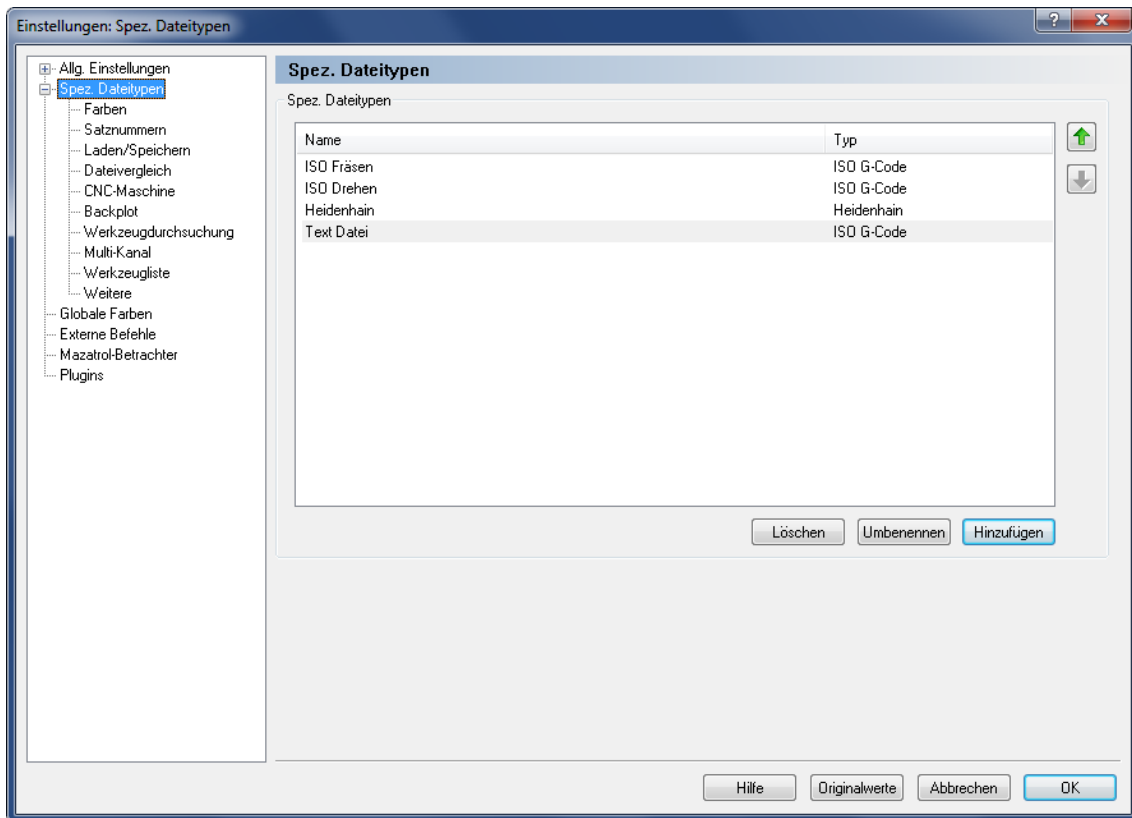 Einstellungen: Spez. Dateitypen
?
X
Allg. Einstellungen
Spez. Dateitypen
Farben
Satznummern
Laden/Speichern
Dateivergleich
CNC-Maschine
Backplot
Werkzeugdurchsuchung
Multi-Kanal
Werkzeugliste
Weitere
Globale Farben
Externe Befehle
Mazatrol-Betrachter
Plugins
Spez. Dateitypen
Spez. Dateitypen
Name Typ
ISO Fräsen ISO G-Code
ISO Drehen ISO G-Code
Heidenhain Heidenhain
Text Datei ISO G-Code
Löschen Umbenennen Hinzufügen
Hilfe Originalwerte Abbrechen OK